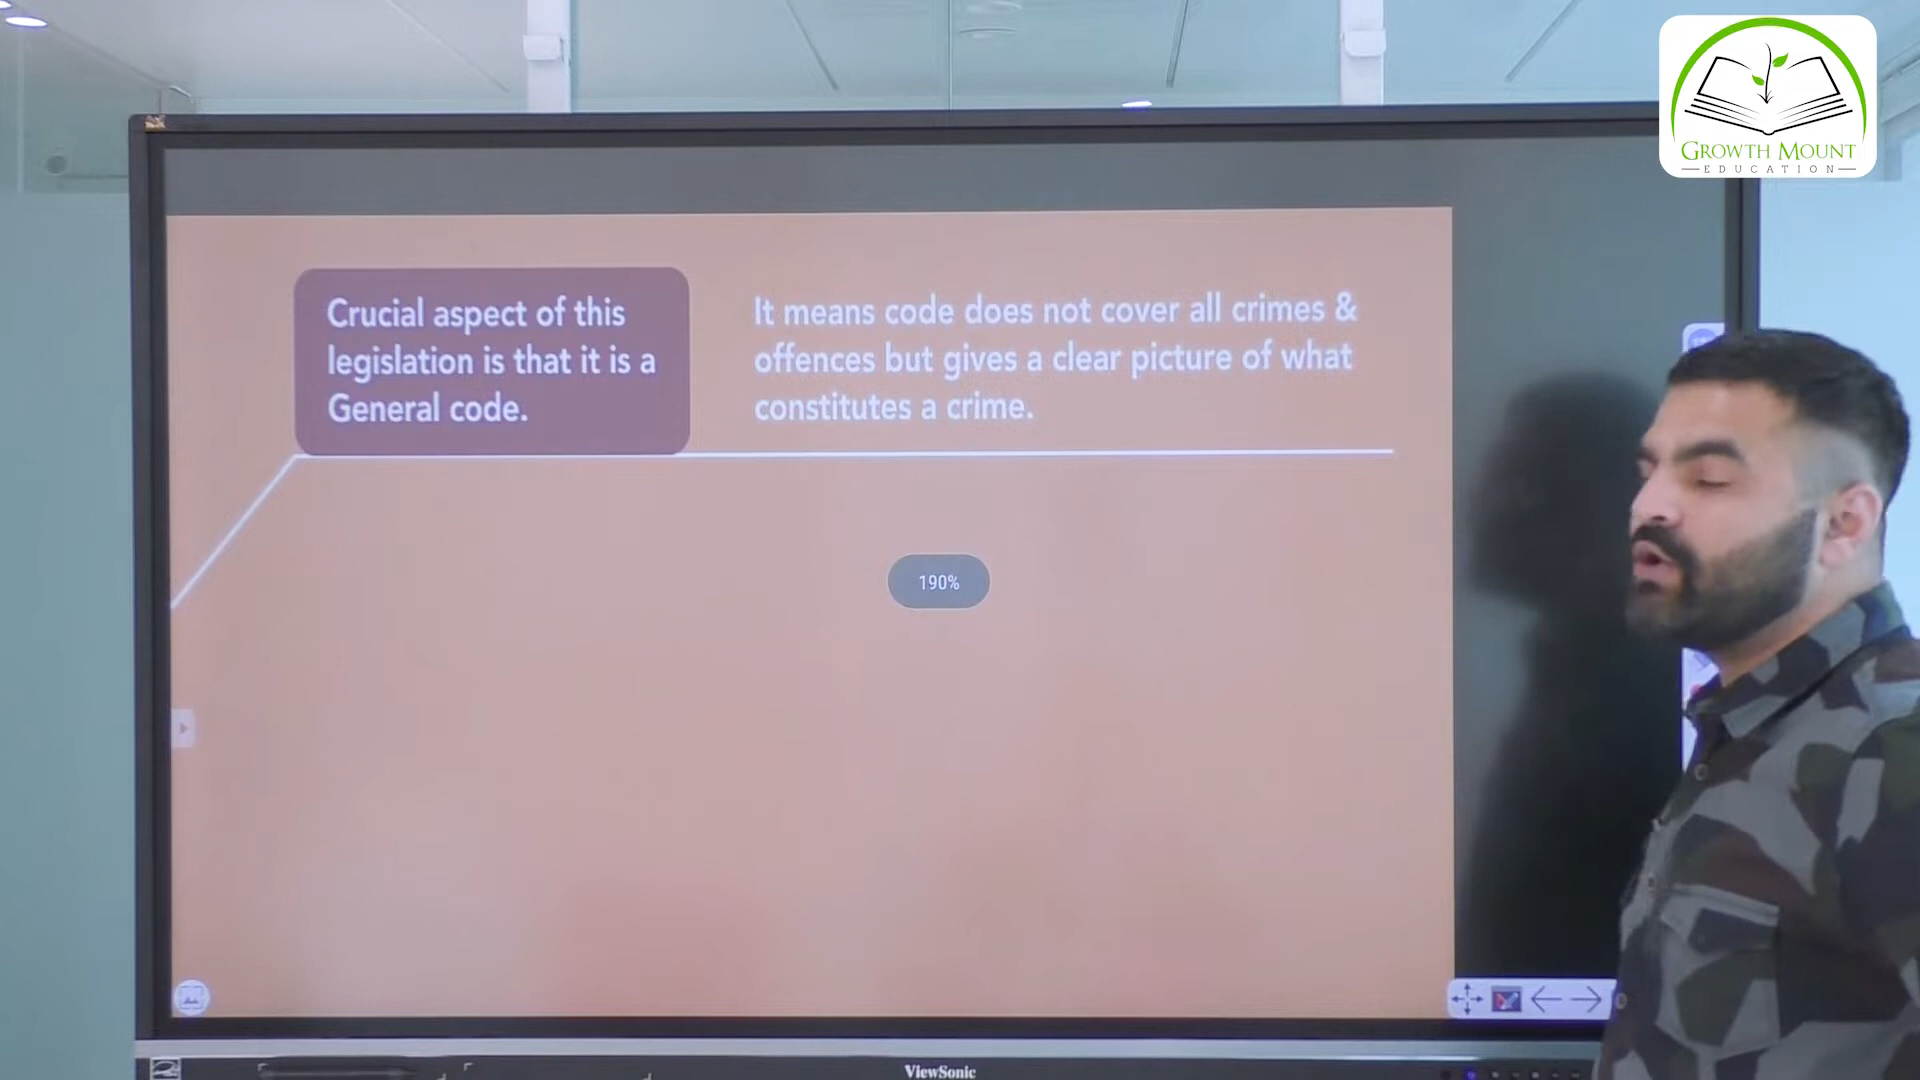 GROWTH MOUNT
EDUCATION
Crucial aspect of this
legislation is that it is a
General code.
It means code does not cover all crimes &
offences but gives a clear picture of what
constitutes a crime.
190%
ViewSonic